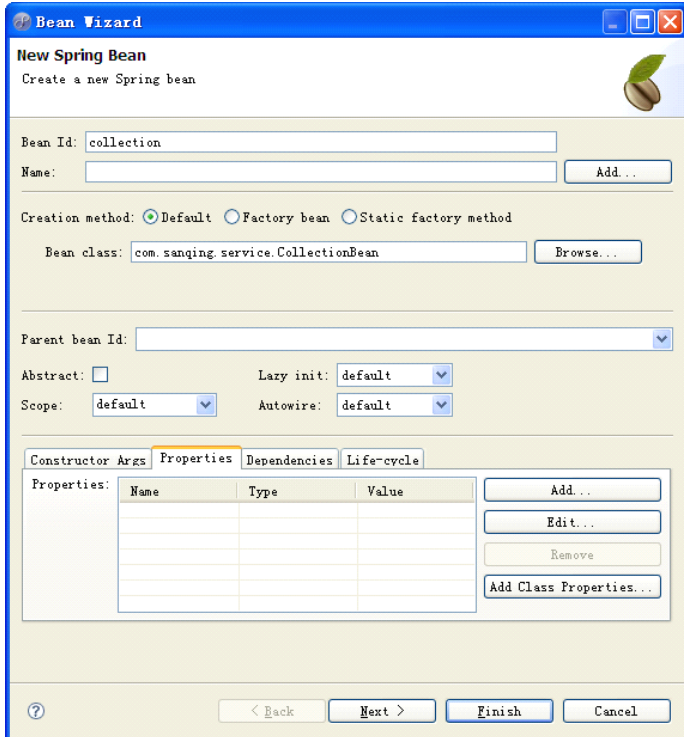 Bean Wizard
New Spring Bean
Create a new Spring bean
Bean Id: collection
Name: Add...
Creation method: Default Factory bean Static factory method
Bean class: com.sanqing.service.CollectionBean Browse...
Parent bean Id:
Abstract: Lazy init: default
Scope: default Autowire: default
Constructor Args Properties Dependencies Life-cycle
Properties: Name Type Value Add...
Edit...
Remove
Add Class Properties...
? < Back Next > Finish Cancel